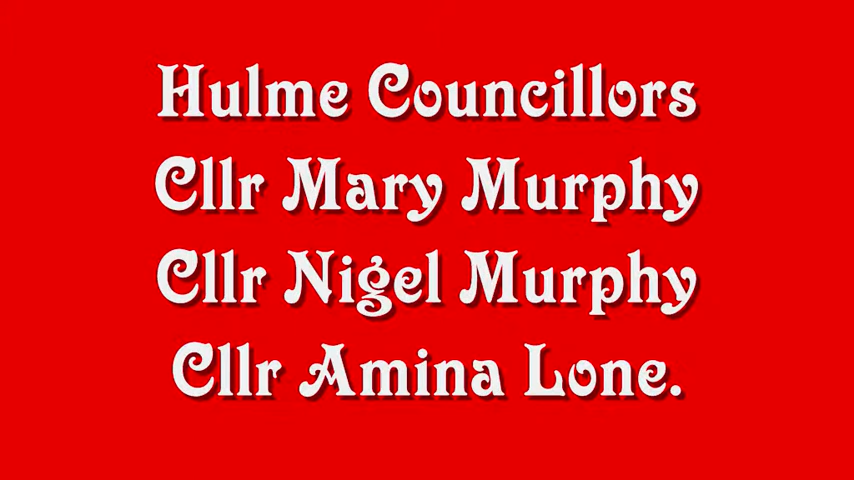 Hulme Councillors
Cllr Mary Murphy
Cllr Nigel Murphy
Cllr Amina Lone.